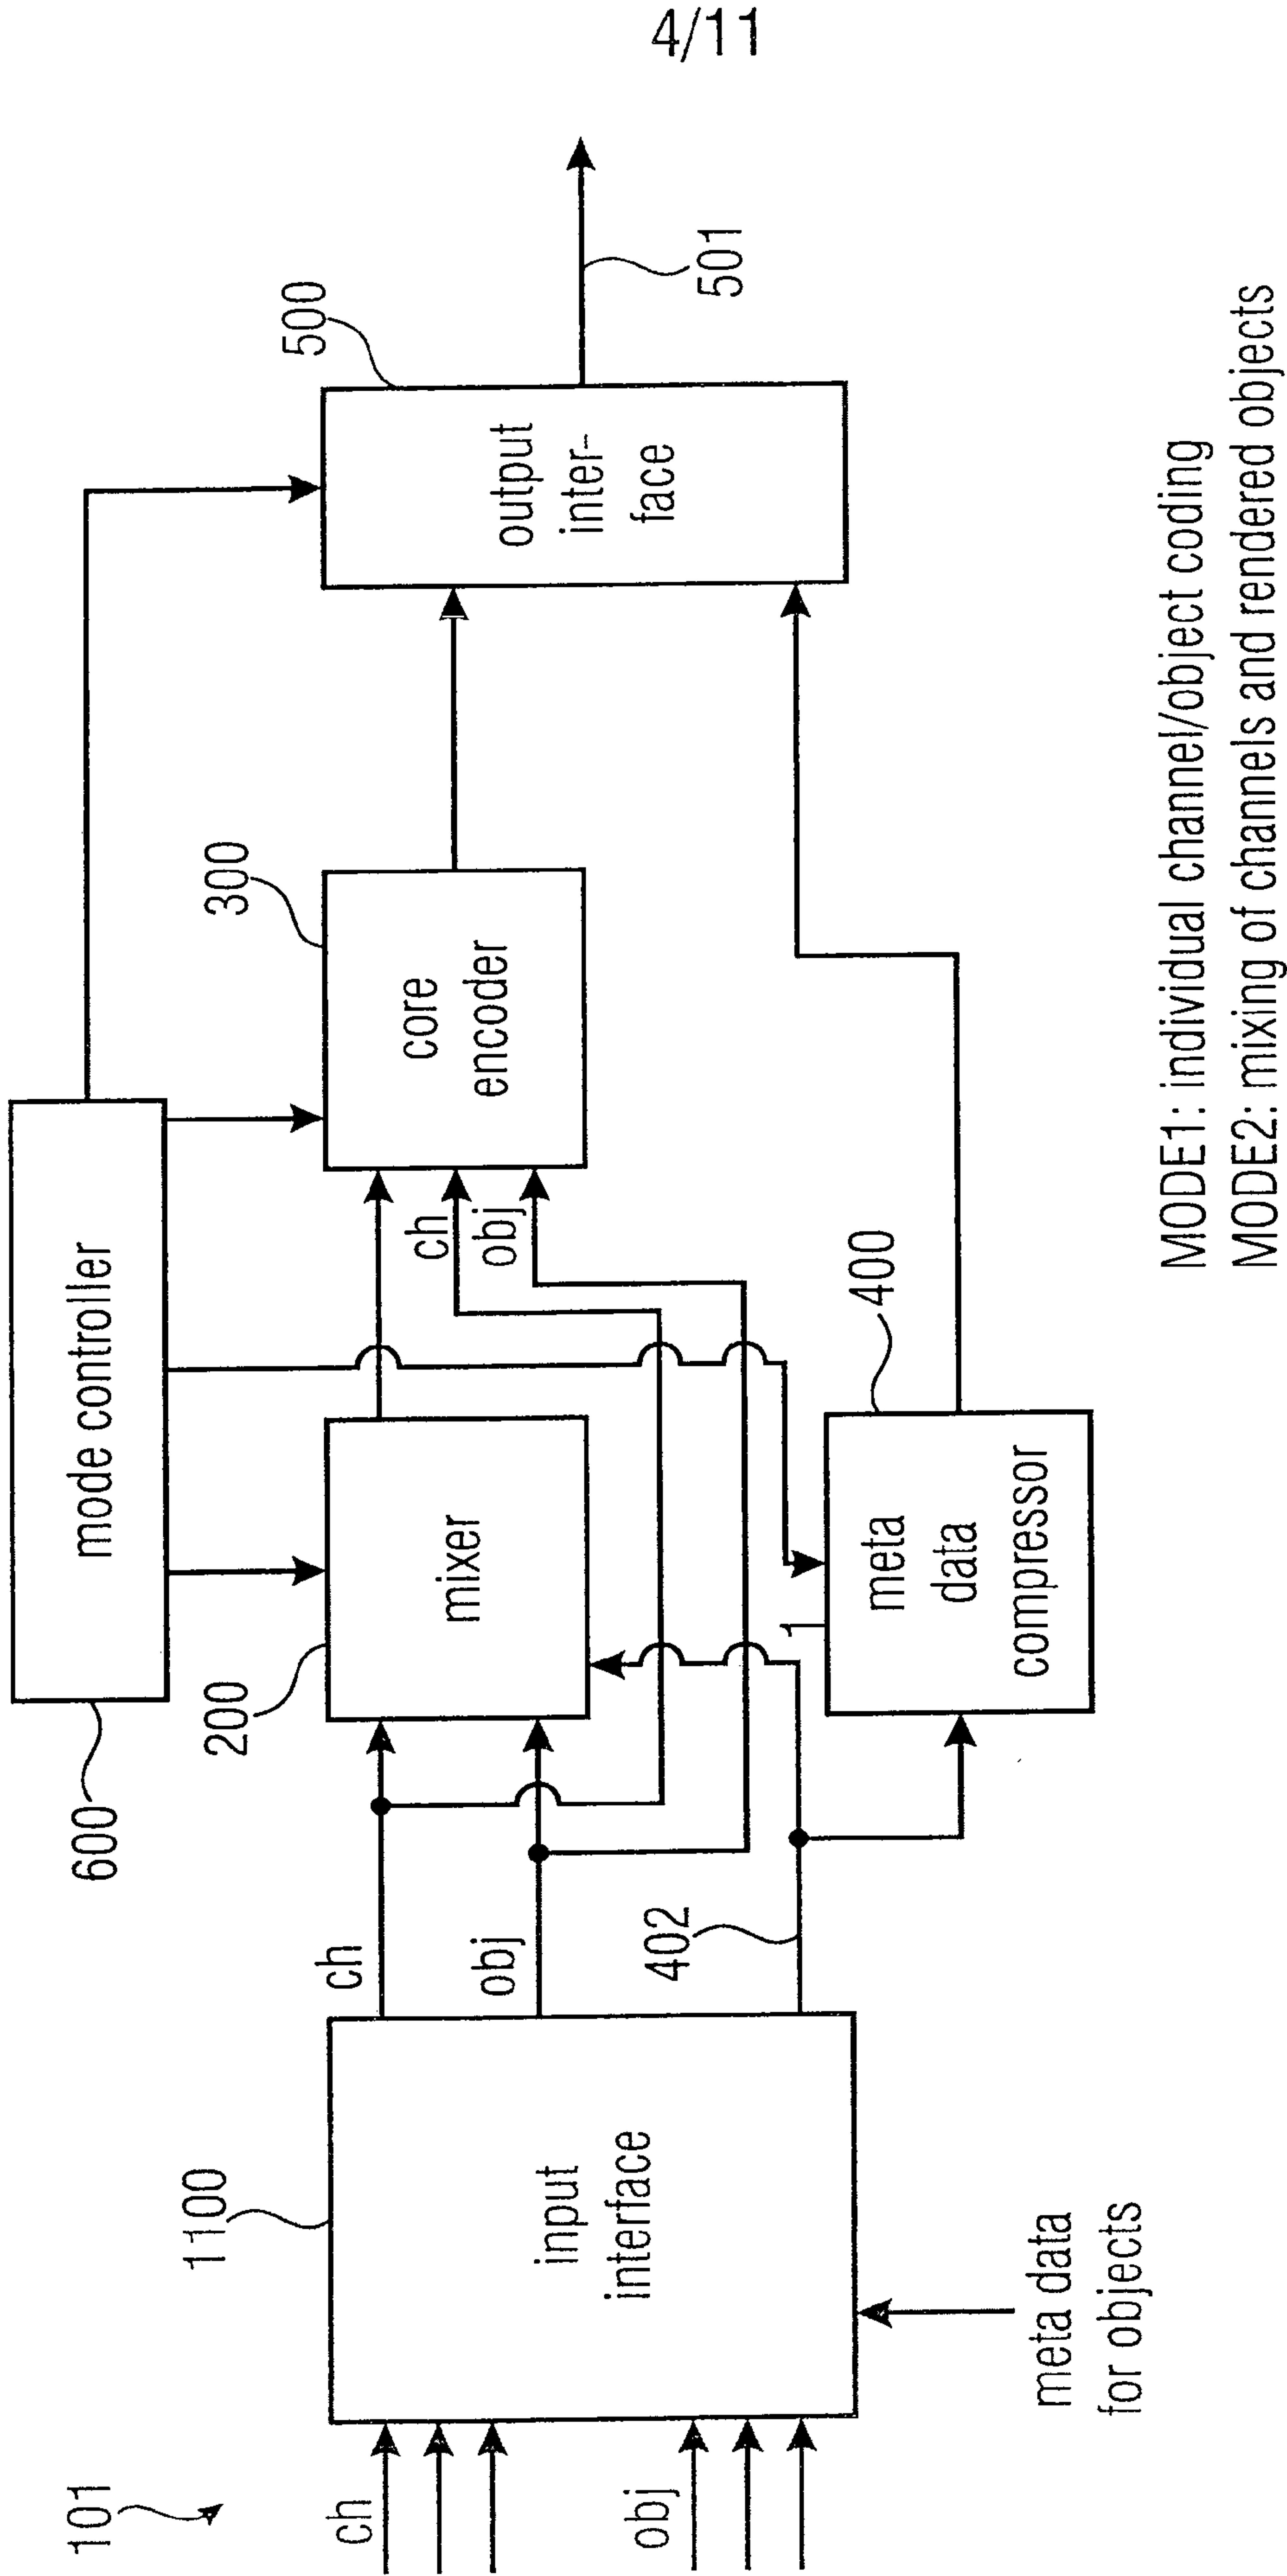 4/11
600
mode controller
200
mixer
300
core
encoder
500
output
inter-
face
501
ch
obj
101
ch
obj
1100
input
interface
ch
obj
402
400
1
meta
data
compressor
meta data
for objects
MODE1: individual channel/object coding
MODE2: mixing of channels and rendered objects